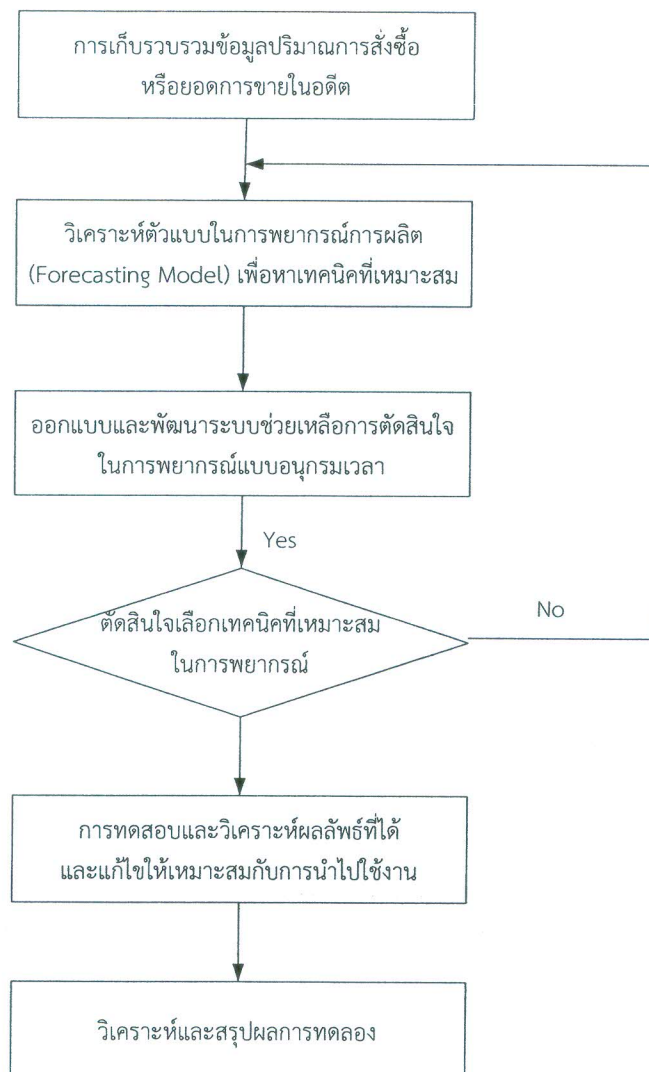 การเก็บรวบรวมข้อมูลปริมาณการสั่งซื้อ
หรือยอดการขายในอดีต
วิเคราะห์ตัวแบบในการพยากรณ์การผลิต
(Forecasting Model) เพื่อหาเทคนิคที่เหมาะสม
ออกแบบและพัฒนาระบบช่วยเหลือการตัดสินใจ
ในการพยากรณ์แบบอนุกรมเวลา
Yes
ตัดสินใจเลือกเทคนิคที่เหมาะสม
ในการพยากรณ์
No
การทดสอบและวิเคราะห์ผลลัพธ์ที่ได้
และแก้ไขให้เหมาะสมกับการนำไปใช้งาน
วิเคราะห์และสรุปผลการทดลอง